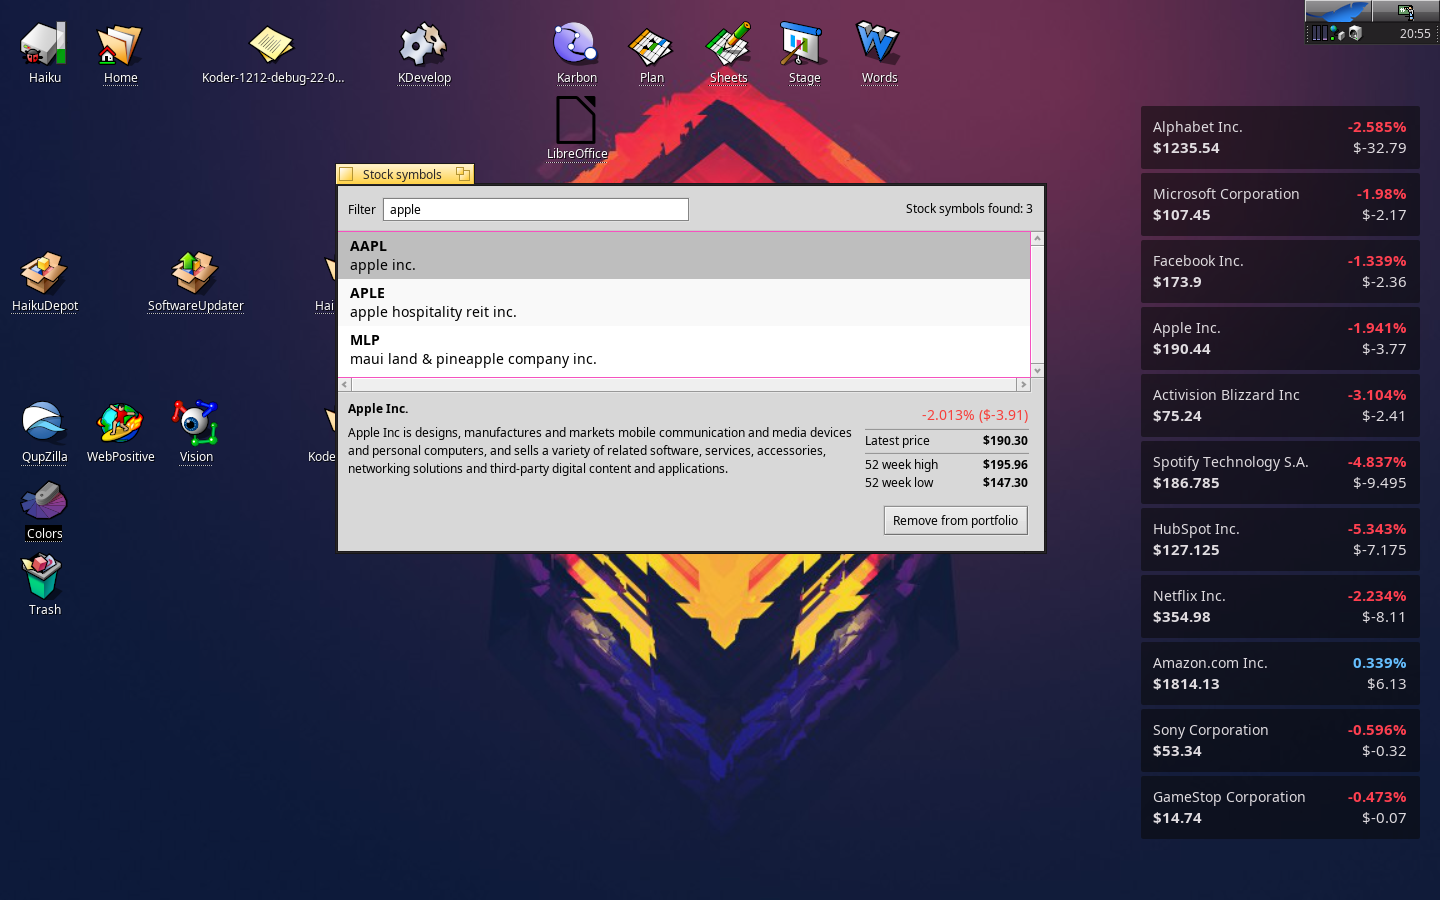 Haiku
Home
Koder-1212-debug-22-0...
KDevelop
Karbon
Plan
Sheets
Stage
Words
20:55
LibreOffice
HaikuDepot
SoftwareUpdater
Hai
QupZilla
WebPositive
Vision
Kode
Colors
Trash
Stock symbols
Filter
apple
Stock symbols found: 3
AAPL
apple inc.
APLE
apple hospitality reit inc.
MLP
maui land & pineapple company inc.
Apple Inc.
Apple Inc is designs, manufactures and markets mobile communication and media devices
and personal computers, and sells a variety of related software, services, accessories,
networking solutions and third-party digital content and applications.
-2.013% ($-3.91)
Latest price $190.30
52 week high $195.96
52 week low $147.30
Remove from portfolio
Alphabet Inc. -2.585%
$1235.54 $-32.79
Microsoft Corporation -1.98%
$107.45 $-2.17
Facebook Inc. -1.339%
$173.9 $-2.36
Apple Inc. -1.941%
$190.44 $-3.77
Activision Blizzard Inc -3.104%
$75.24 $-2.41
Spotify Technology S.A. -4.837%
$186.785 $-9.495
HubSpot Inc. -5.343%
$127.125 $-7.175
Netflix Inc. -2.234%
$354.98 $-8.11
Amazon.com Inc. 0.339%
$1814.13 $6.13
Sony Corporation -0.596%
$53.34 $-0.32
GameStop Corporation -0.473%
$14.74 $-0.07